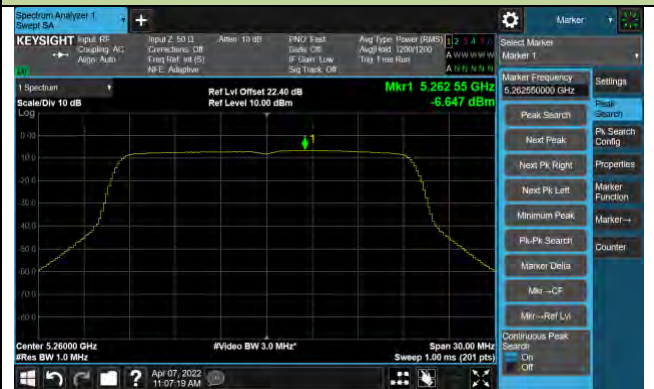 Spectrum Analyzer 1
Swept SA
+
Marker
KEYSIGHT
Input: RF
Coupling: AC
Align: Auto
Input Z: 50 Ω
Corrections: Off
Freq Ref: Int (S)
NFE: Adaptive
Atten: 10 dB
PNO: Fast
Gate: Off
IF Gain: Low
Sig Track: Off
Avg Type: Power (RMS)
Avg|Hold: 1200/1200
Trig: Free Run
1 2 3 4 5 6
A WWWWW
A N N N N N
Select Marker
Marker 1
1 Spectrum
Scale/Div 10 dB
Log
Ref Lvl Offset 22.40 dB
Ref Level 10.00 dBm
Mkr1 5.262 55 GHz
-6.647 dBm
Marker Frequency
5.262550000 GHz
Settings
Peak Search
Next Peak
Next Pk Right
Next Pk Left
Minimum Peak
Pk-Pk Search
Marker Delta
Mkr→CF
Mkr→Ref Lvl
Continuous Peak
Search
On
Off
Peak
Search
Pk Search
Config
Properties
Marker
Function
Marker→
Counter
1
0.00
-10.0
-20.0
-30.0
-40.0
-50.0
-60.0
-70.0
-80.0
Center 5.26000 GHz
#Res BW 1.0 MHz
#Video BW 3.0 MHz*
Span 30.00 MHz
Sweep 1.00 ms (201 pts)
?
Apr 07, 2022
11:07:19 AM